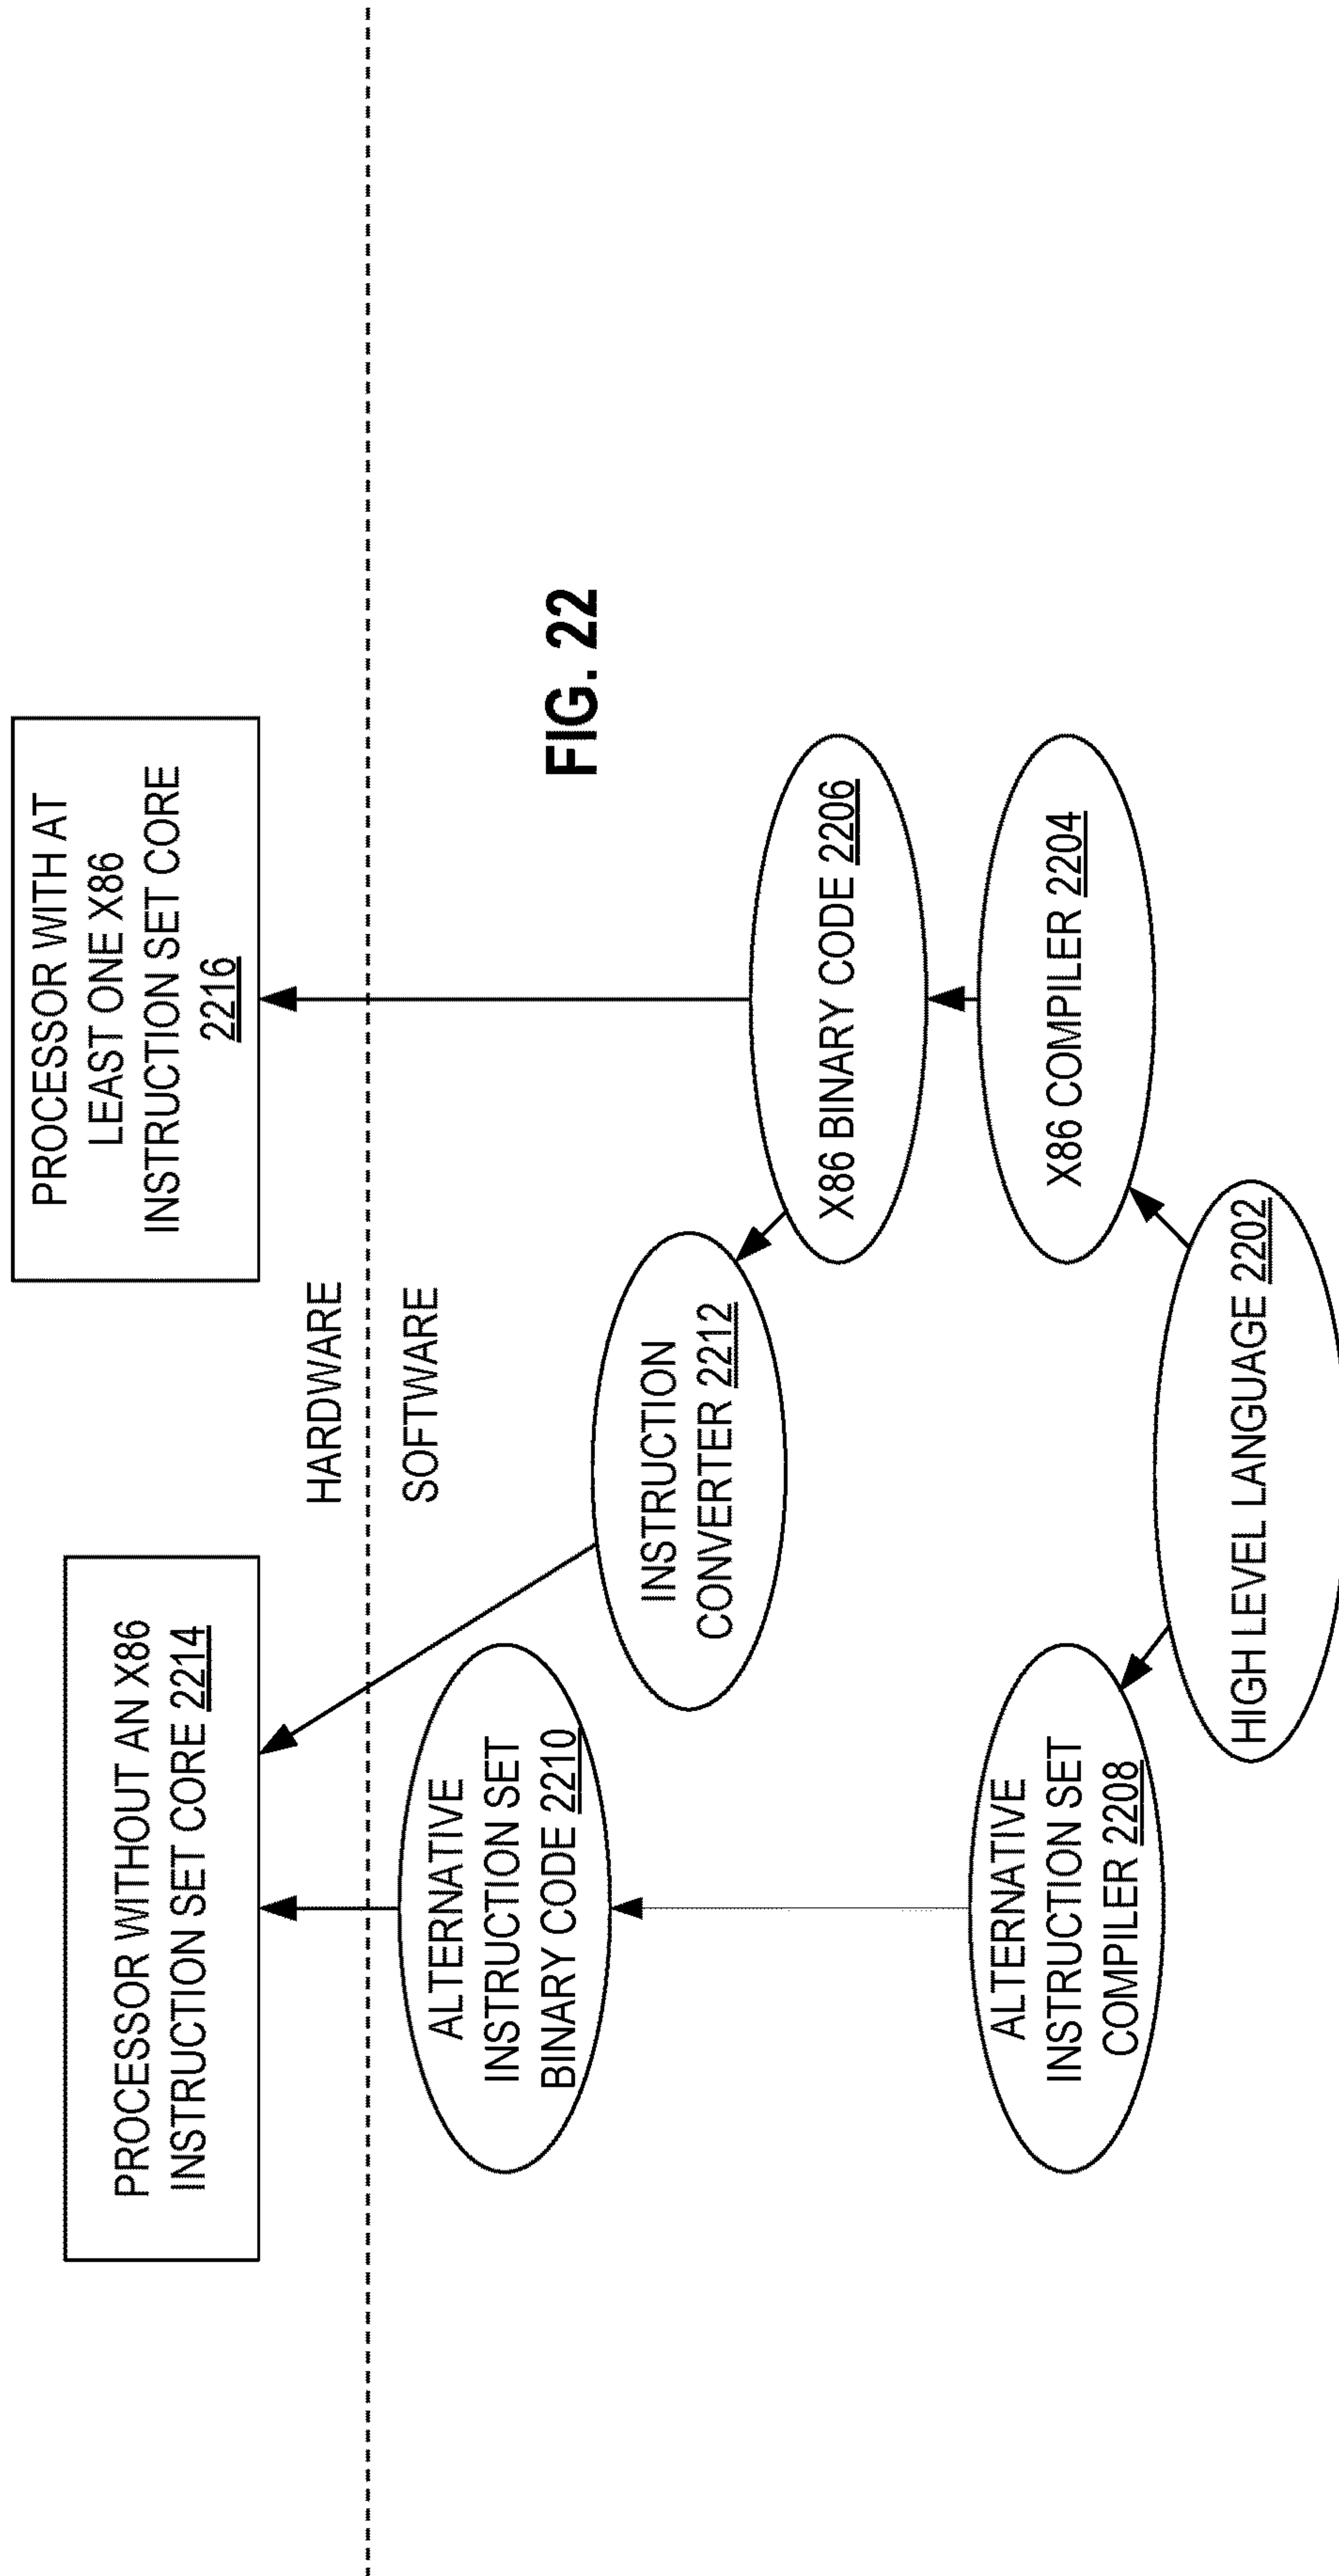 PROCESSOR WITHOUT AN X86
INSTRUCTION SET CORE 2214
PROCESSOR WITH AT
LEAST ONE X86
INSTRUCTION SET CORE
2216
HARDWARE
SOFTWARE
ALTERNATIVE
INSTRUCTION SET
BINARY CODE 2210
INSTRUCTION
CONVERTER 2212
FIG. 22
X86 BINARY CODE 2206
ALTERNATIVE
INSTRUCTION SET
COMPILER 2208
X86 COMPILER 2204
HIGH LEVEL LANGUAGE 2202